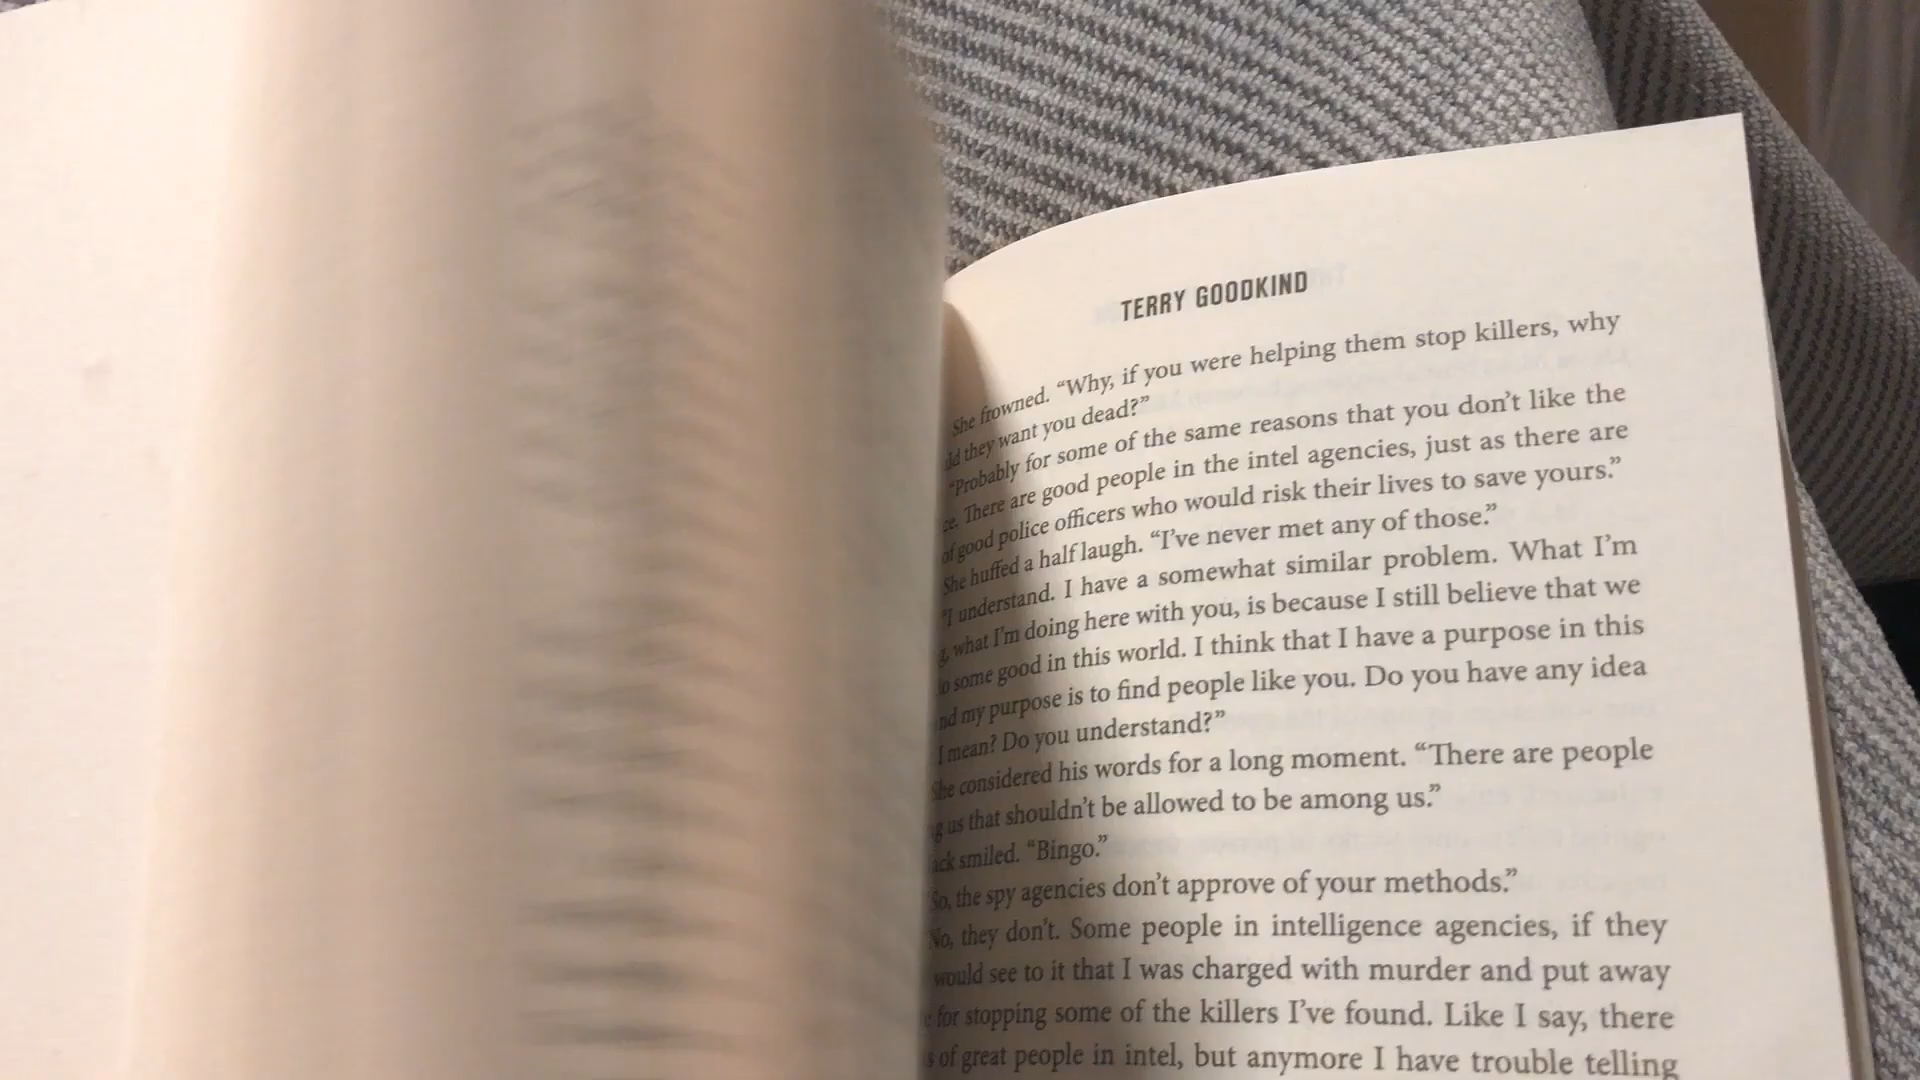 TERRY GOODKIND
She frowned. “Why, if you were helping them stop killers, why
ld they want you dead?”
“Probably for some of the same reasons that you don’t like the
ce. There are good people in the intel agencies, just as there are
of good police officers who would risk their lives to save yours.”
She huffed a half laugh. “I’ve never met any of those.”
“I understand. I have a somewhat similar problem. What I’m
g, what I’m doing here with you, is because I still believe that we
o some good in this world. I think that I have a purpose in this
nd my purpose is to find people like you. Do you have any idea
I mean? Do you understand?”
She considered his words for a long moment. “There are people
g us that shouldn’t be allowed to be among us.”
ack smiled. “Bingo.”
“So, the spy agencies don’t approve of your methods.”
“No, they don’t. Some people in intelligence agencies, if they
would see to it that I was charged with murder and put away
for stopping some of the killers I’ve found. Like I say, there
s of great people in intel, but anymore I have trouble telling